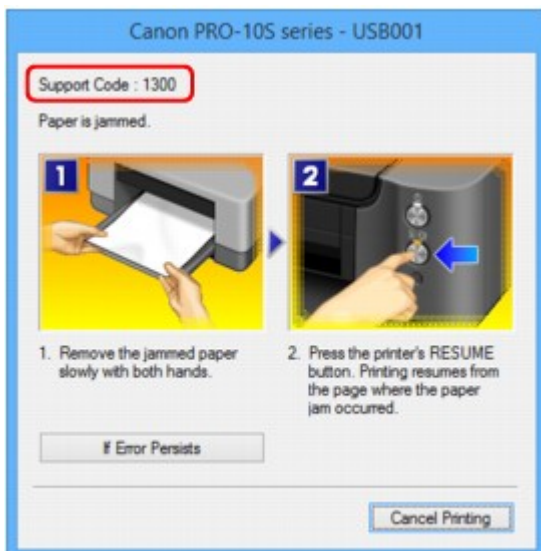 Canon PRO-10S series - USB001
Support Code : 1300
Paper is jammed.
1
2
1. Remove the jammed paper
slowly with both hands.
2. Press the printer's RESUME
button. Printing resumes from
the page where the paper
jam occurred.
If Error Persists
Cancel Printing